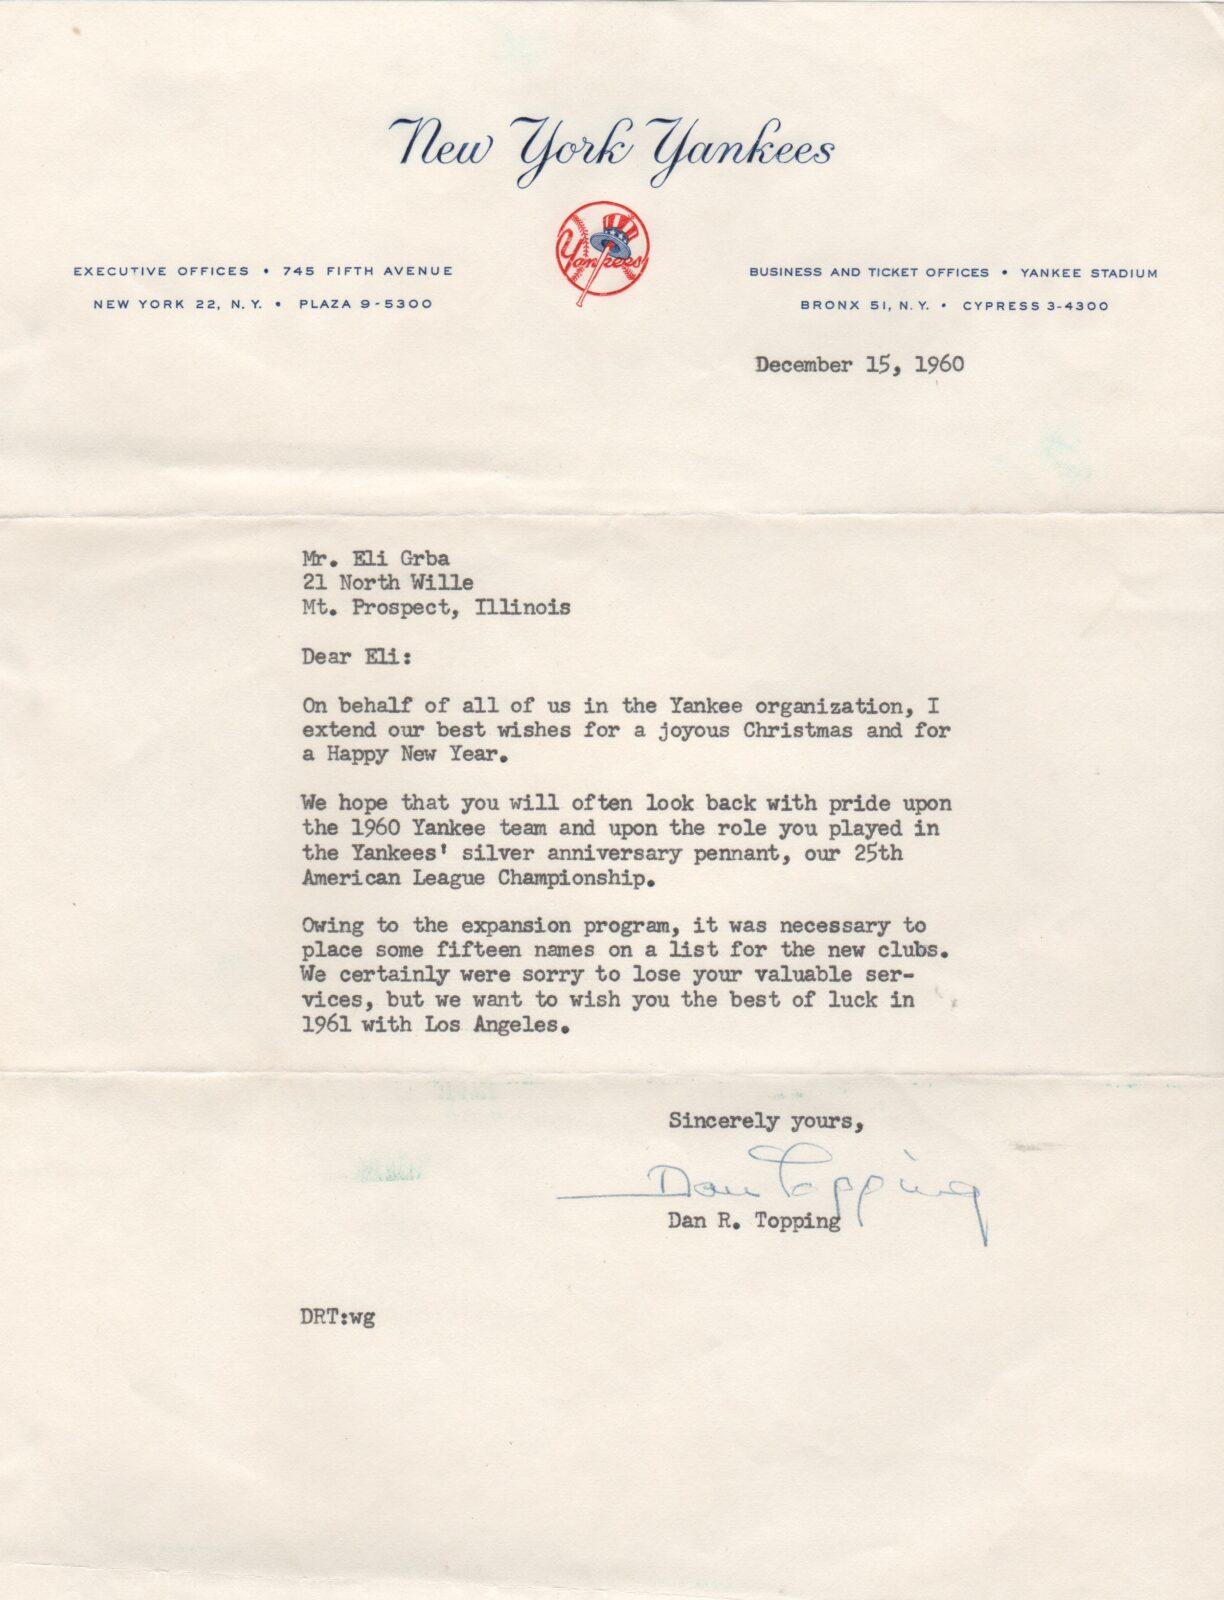 New York Yankees
Yankees
EXECUTIVE OFFICES • 745 FIFTH AVENUE
NEW YORK 22, N. Y. • PLAZA 9-5300
BUSINESS AND TICKET OFFICES • YANKEE STADIUM
BRONX 51, N. Y. • CYPRESS 3-4300
December 15, 1960
Mr. Eli Grba
21 North Wille
Mt. Prospect, Illinois
Dear Eli:
On behalf of all of us in the Yankee organization, I
extend our best wishes for a joyous Christmas and for
a Happy New Year.
We hope that you will often look back with pride upon
the 1960 Yankee team and upon the role you played in
the Yankees' silver anniversary pennant, our 25th
American League Championship.
Owing to the expansion program, it was necessary to
place some fifteen names on a list for the new clubs.
We certainly were sorry to lose your valuable ser-
vices, but we want to wish you the best of luck in
1961 with Los Angeles.
Sincerely yours,
Dan Topping
Dan R. Topping
DRT:wg